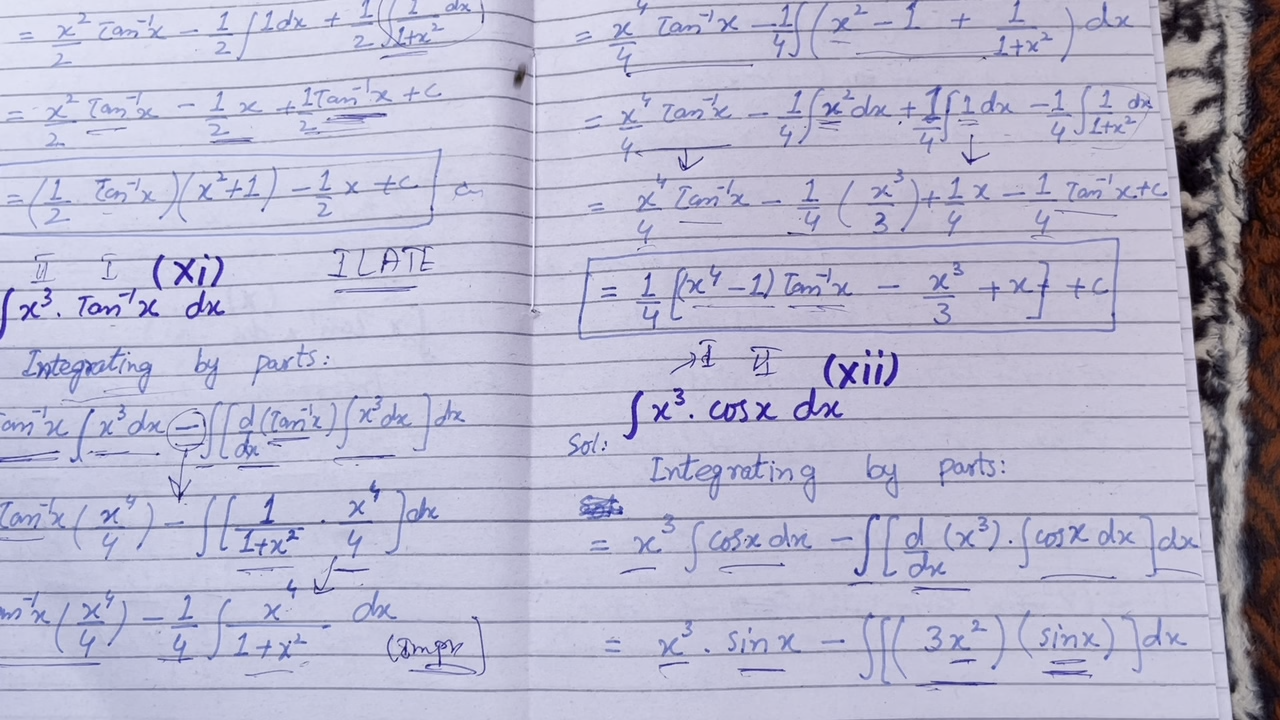 = x²/2 Tan⁻¹x − 1/2 ∫1dx + 1/2 ∫(1/(1+x²) dx)
= x²/2 Tan⁻¹x − 1/2 x + 1/2 Tan⁻¹x + c
= (1/2 Tan⁻¹x)(x²+1) − 1/2 x + c
II I (xi) ILATE
∫x³. Tan⁻¹x dx
Integrating by parts:
Tan⁻¹x ∫x³dx − ∫[d/dx (Tan⁻¹x) ∫x³dx]dx
Tan⁻¹x (x⁴/4) − ∫[1/(1+x²) . x⁴/4]dx
Tan⁻¹x (x⁴/4) − 1/4 ∫ x⁴/(1+x²) dx
= x⁴/4 Tan⁻¹x − 1/4 ∫(x² − 1 + 1/(1+x²)) dx
= x⁴/4 Tan⁻¹x − 1/4 ∫x²dx + 1/4 ∫1dx − 1/4 ∫ 1/(1+x²) dx
= x⁴/4 Tan⁻¹x − 1/4 (x³/3) + 1/4 x − 1/4 Tan⁻¹x + c
= 1/4 [(x⁴−1) Tan⁻¹x − x³/3 + x] + c
→I II (xii)
∫x³. cosx dx
Sol:
Integrating by parts:
= x³ ∫cosx dx − ∫[d/dx (x³). ∫cosx dx]dx
= x³. sinx − ∫[(3x²)(sinx)]dx